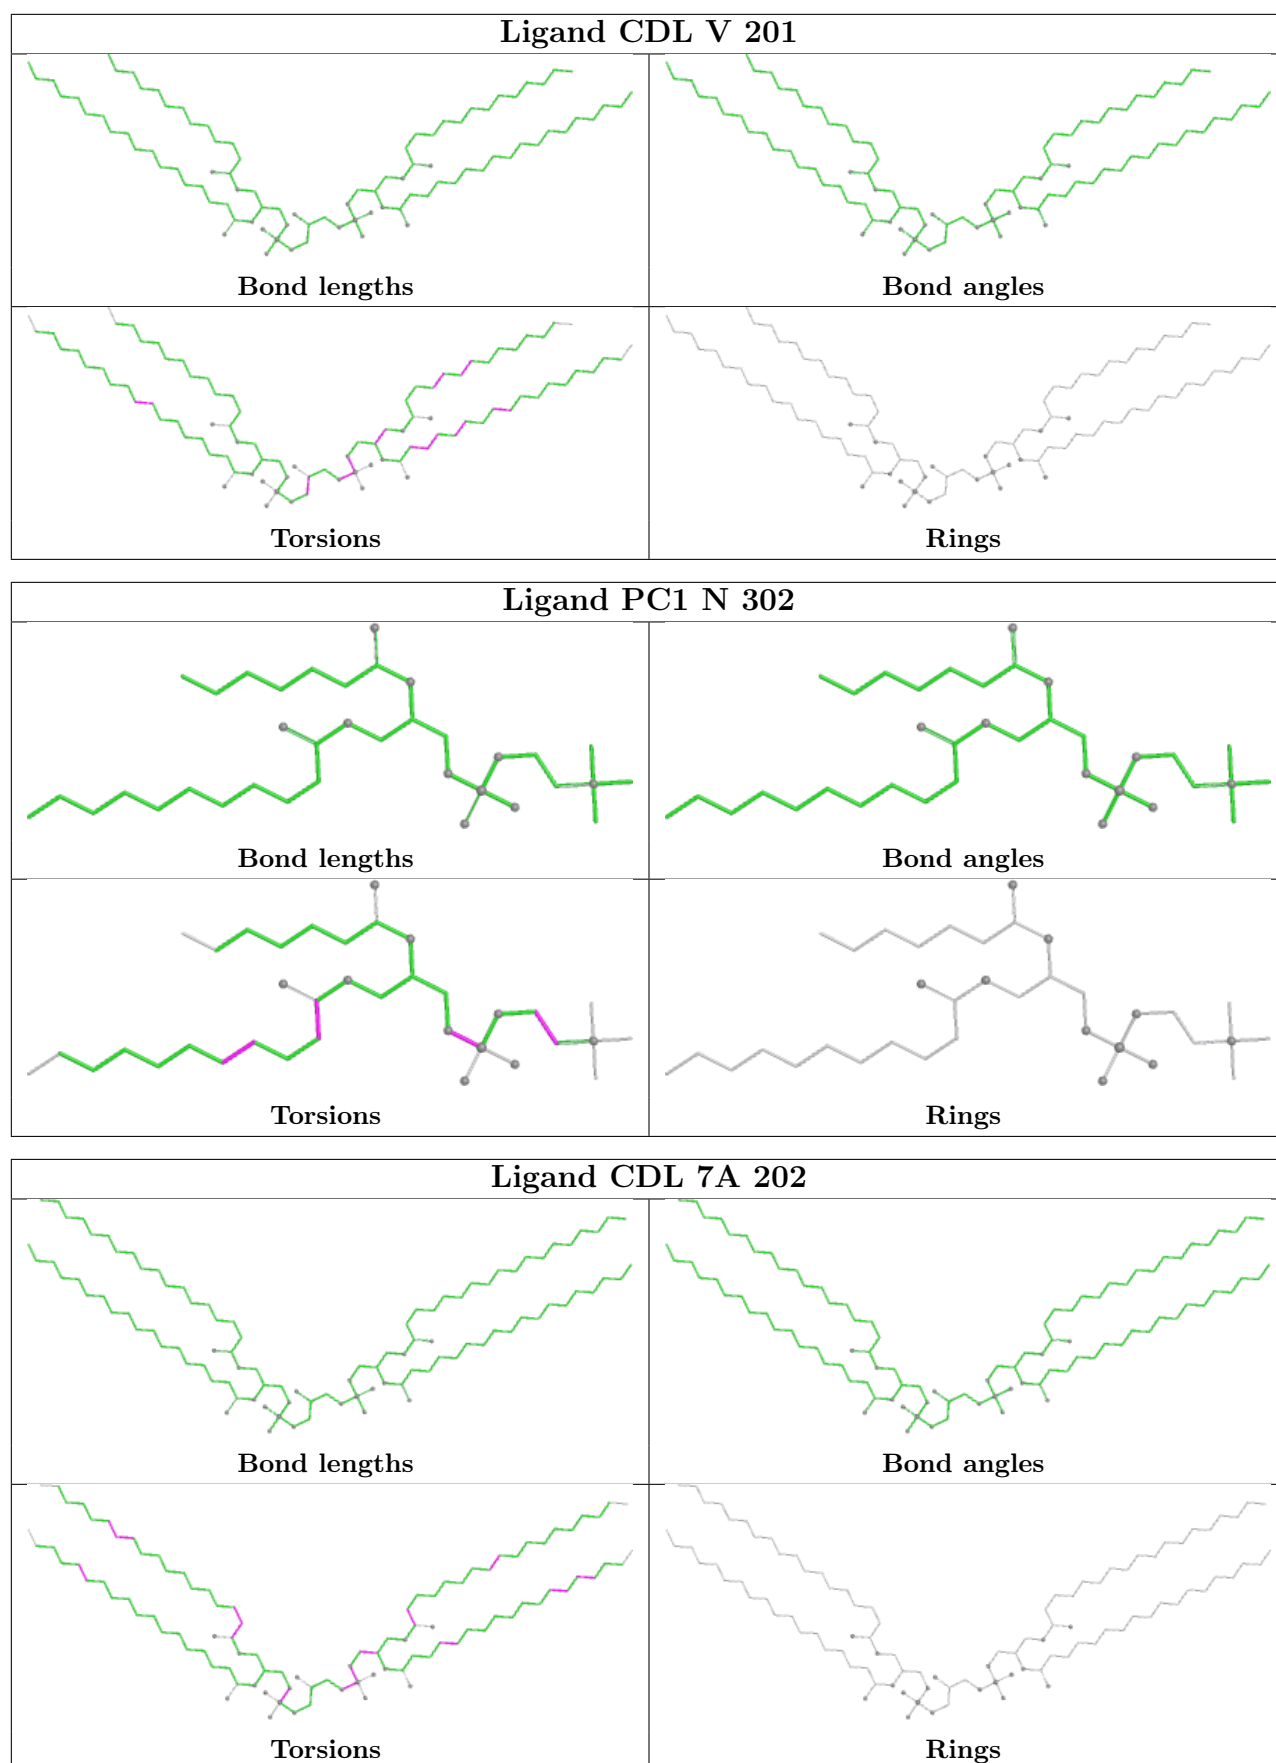 Ligand CDL V 201
Bond lengths
Bond angles
Torsions
Rings
Ligand PC1 N 302
Bond lengths
Bond angles
Torsions
Rings
Ligand CDL 7A 202
Bond lengths
Bond angles
Torsions
Rings